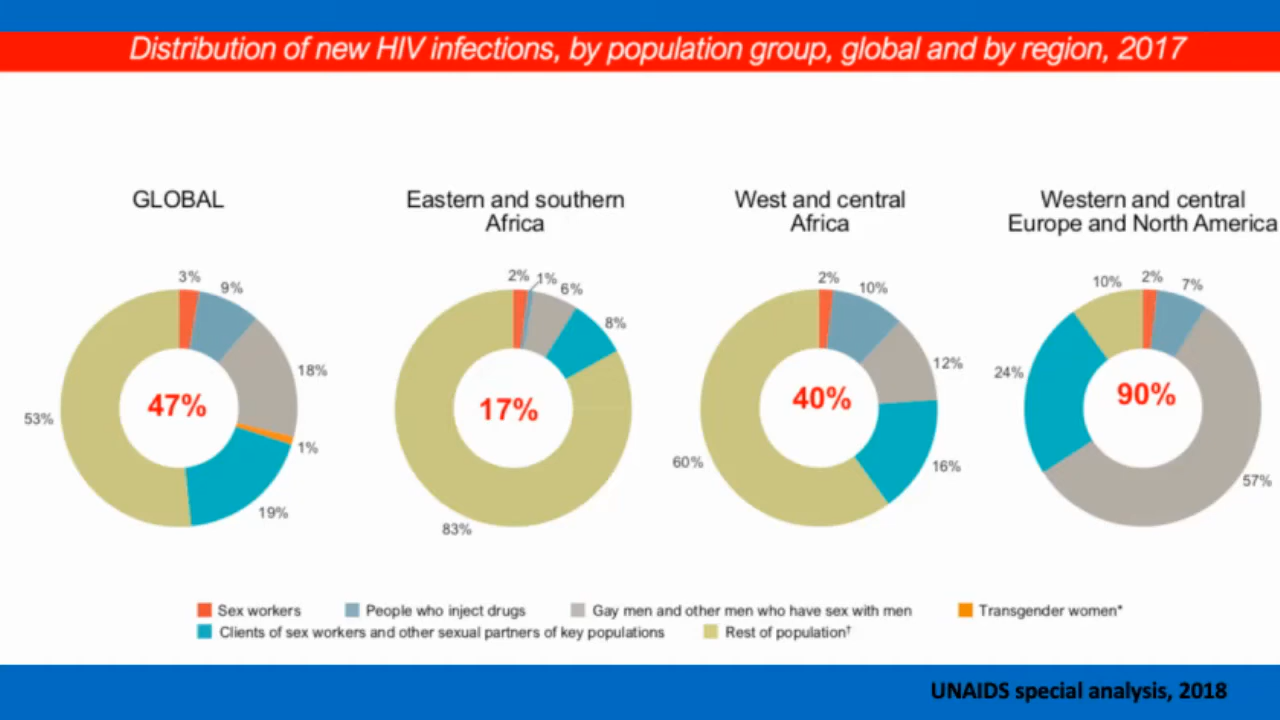 Distribution of new HIV infections, by population group, global and by region, 2017
GLOBAL
Eastern and southern
Africa
West and central
Africa
Western and central
Europe and North America
3%
9%
18%
1%
19%
53%
47%
2%
1%
6%
8%
83%
17%
2%
10%
12%
16%
60%
40%
10%
2%
7%
24%
57%
90%
Sex workers
People who inject drugs
Gay men and other men who have sex with men
Transgender women*
Clients of sex workers and other sexual partners of key populations
Rest of population†
UNAIDS special analysis, 2018